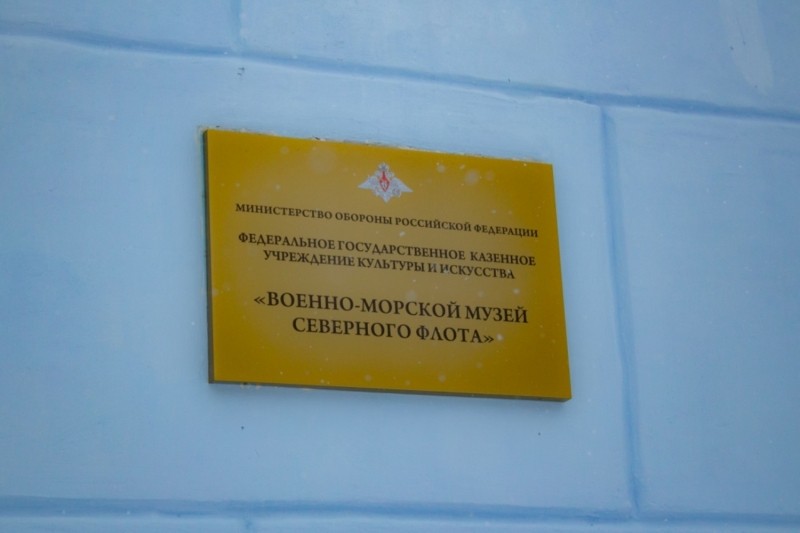 МИНИСТЕРСТВО ОБОРОНЫ РОССИЙСКОЙ ФЕДЕРАЦИИ
ФЕДЕРАЛЬНОЕ ГОСУДАРСТВЕННОЕ КАЗЕННОЕ
УЧРЕЖДЕНИЕ КУЛЬТУРЫ И ИСКУССТВА
«ВОЕННО-МОРСКОЙ МУЗЕЙ
СЕВЕРНОГО ФЛОТА»